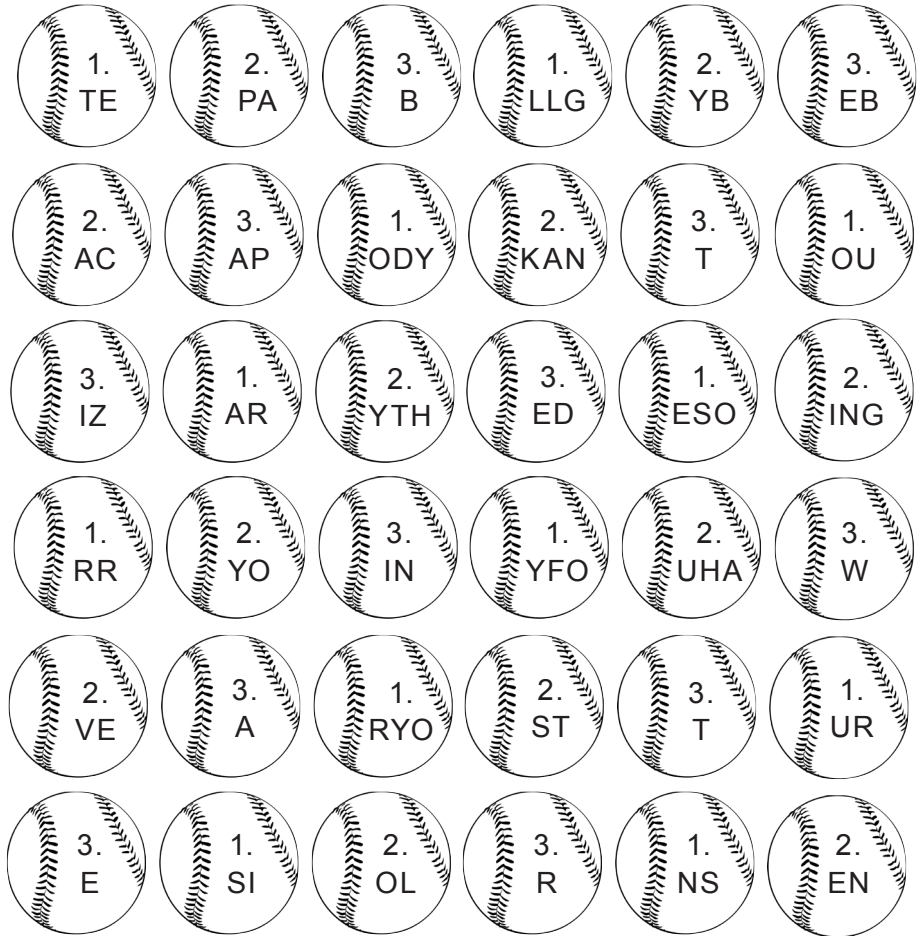 1. 2. 3. 1. 2. 3.
TE PA B LLG YB EB
2. 3. 1. 2. 3. 1.
AC AP ODY KAN T OU
3. 1. 2. 3. 1. 2.
IZ AR YTH ED ESO ING
1. 2. 3. 1. 2. 3.
RR YO IN YFO UHA W
2. 3. 1. 2. 3. 1.
VE A RYO ST T UR
3. 1. 2. 3. 1. 2.
E SI OL R NS EN